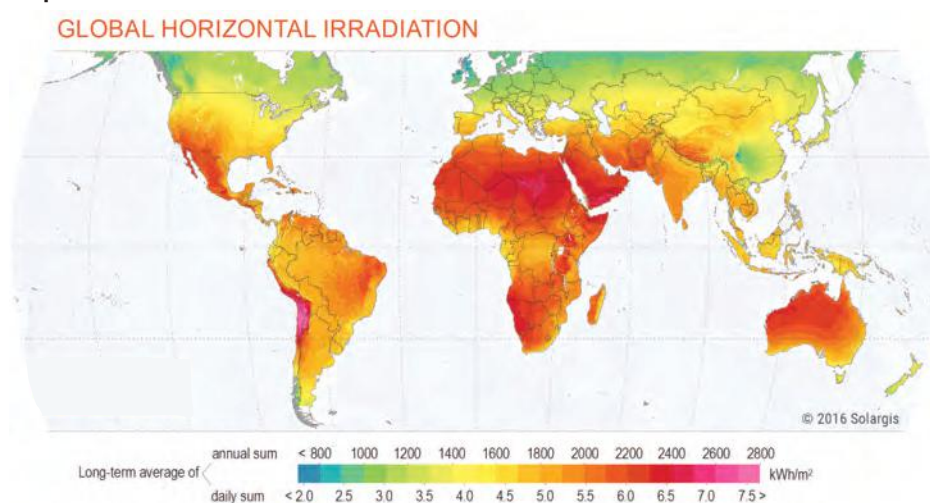 GLOBAL HORIZONTAL IRRADIATION
© 2016 Solargis
annual sum < 800 1000 1200 1400 1600 1800 2000 2200 2400 2600 2800
Long-term average of kWh/m²
daily sum < 2.0 2.5 3.0 3.5 4.0 4.5 5.0 5.5 6.0 6.5 7.0 7.5 >